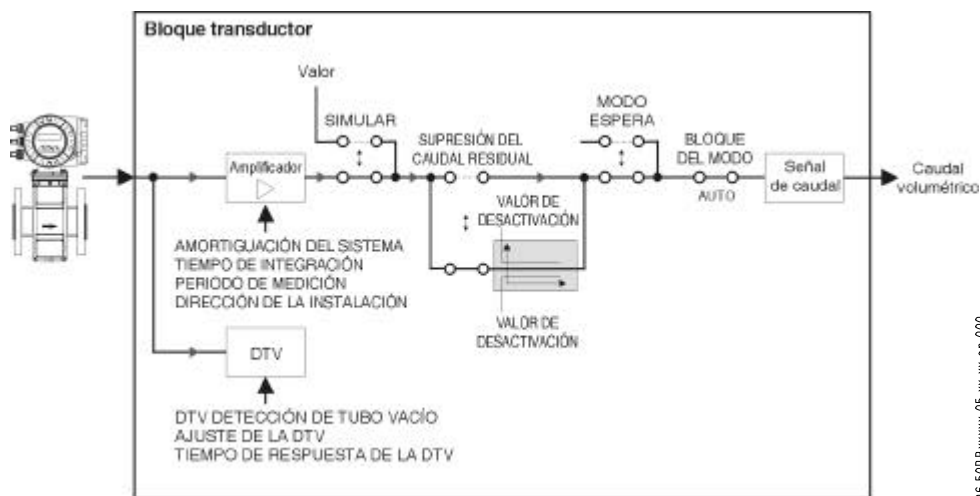 Bloque transductor
Valor
SIMULAR
SUPRESIÓN DEL
CAUDAL RESIDUAL
MODO
ESPERA
BLOQUE
DEL MODO
AUTO
Señal
de caudal
Caudal
volumétrico
Amplificador
VALOR DE
DESACTIVACIÓN
VALOR DE
DESACTIVACIÓN
AMORTIGUACIÓN DEL SISTEMA
TIEMPO DE INTEGRACIÓN
PERIODO DE MEDICIÓN
DIRECCIÓN DE LA INSTALACIÓN
DTV
DTV DETECCIÓN DE TUBO VACÍO
AJUSTE DE LA DTV
TIEMPO DE RESPUESTA DE LA DTV